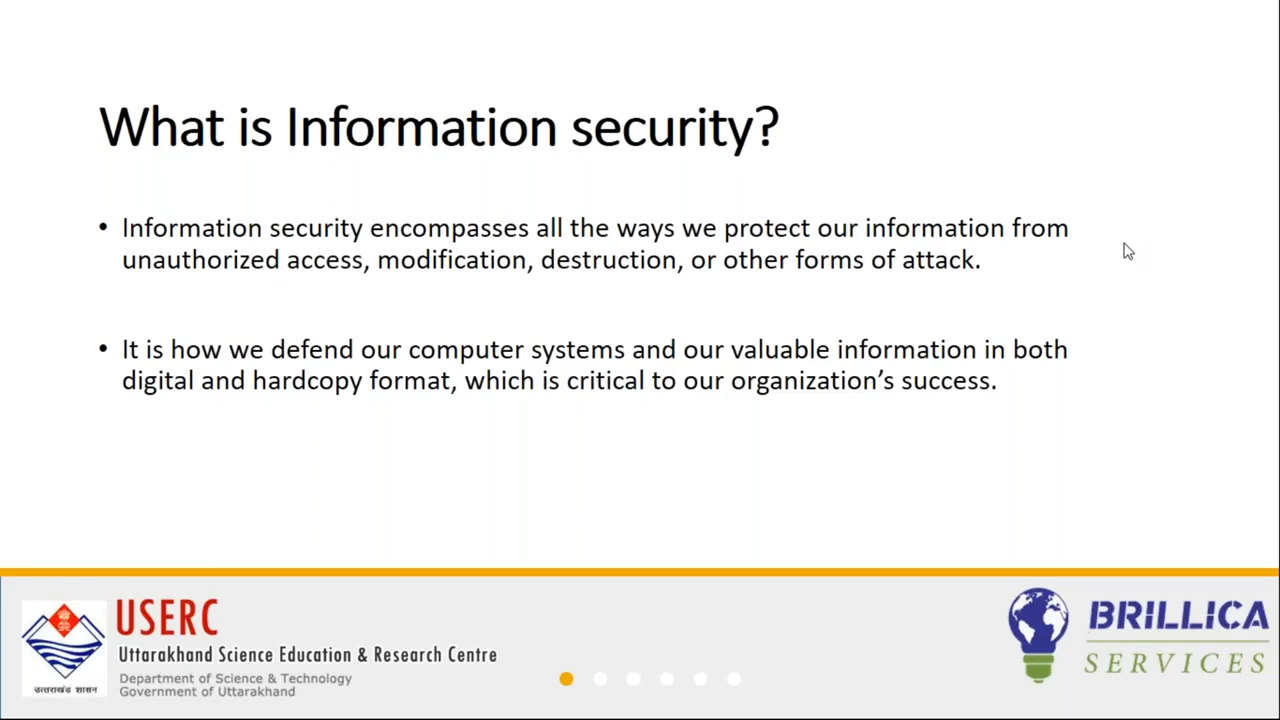 What is Information security?
• Information security encompasses all the ways we protect our information from
unauthorized access, modification, destruction, or other forms of attack.
• It is how we defend our computer systems and our valuable information in both
digital and hardcopy format, which is critical to our organization’s success.
USERC
Uttarakhand Science Education & Research Centre
Department of Science & Technology
Government of Uttarakhand
उत्तराखंड शासन
BRILLICA
SERVICES